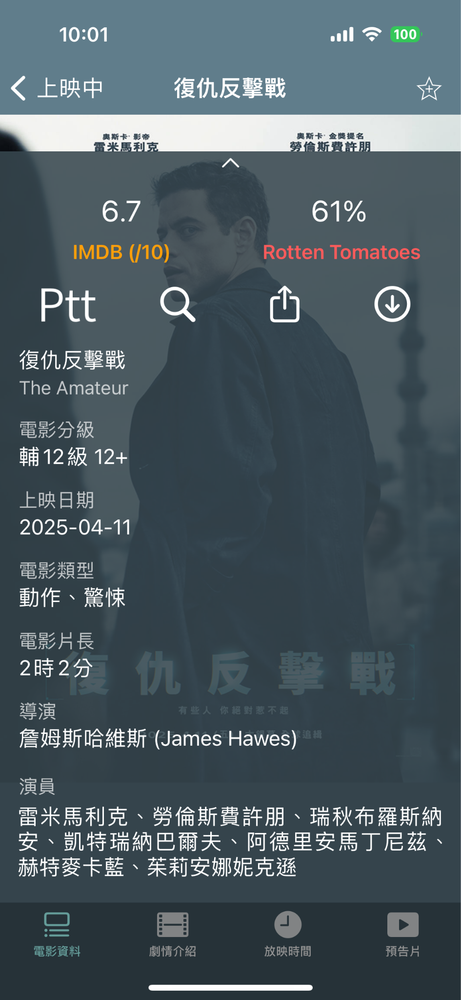 10:01
100
上映中
復仇反擊戰
奧斯卡 影帝
奧斯卡 金獎提名
雷米馬利克
勞倫斯費許朋
6.7
61%
IMDB (/10)
Rotten Tomatoes
Ptt
復仇反擊戰
The Amateur
電影分級
輔12級 12+
上映日期
2025-04-11
電影類型
動作、驚悚
電影片長
2時2分
復仇反擊戰
有些人 你絕對惹不起
導演
詹姆斯哈維斯 (James Hawes)
演員
雷米馬利克、勞倫斯費許朋、瑞秋布羅斯納
安、凱特瑞納巴爾夫、阿德里安馬丁尼茲、
赫特麥卡藍、茱莉安娜妮克遜
電影資料
劇情介紹
放映時間
預告片